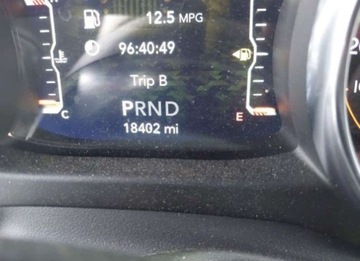 12.5 MPG
96:40:49
Trip B
PRND
18402 mi
C
E